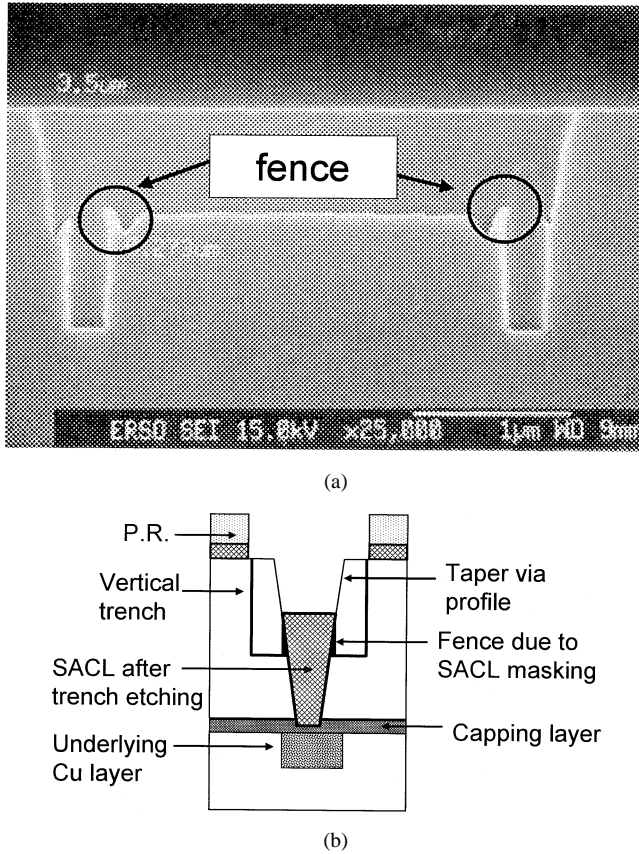 3.5um
fence
ERSO SEI 15.0kV x25,000 1μm WD 9mm
(a)
P.R.
Vertical
trench
Taper via
profile
Fence due to
SACL masking
SACL after
trench etching
Capping layer
Underlying
Cu layer
(b)